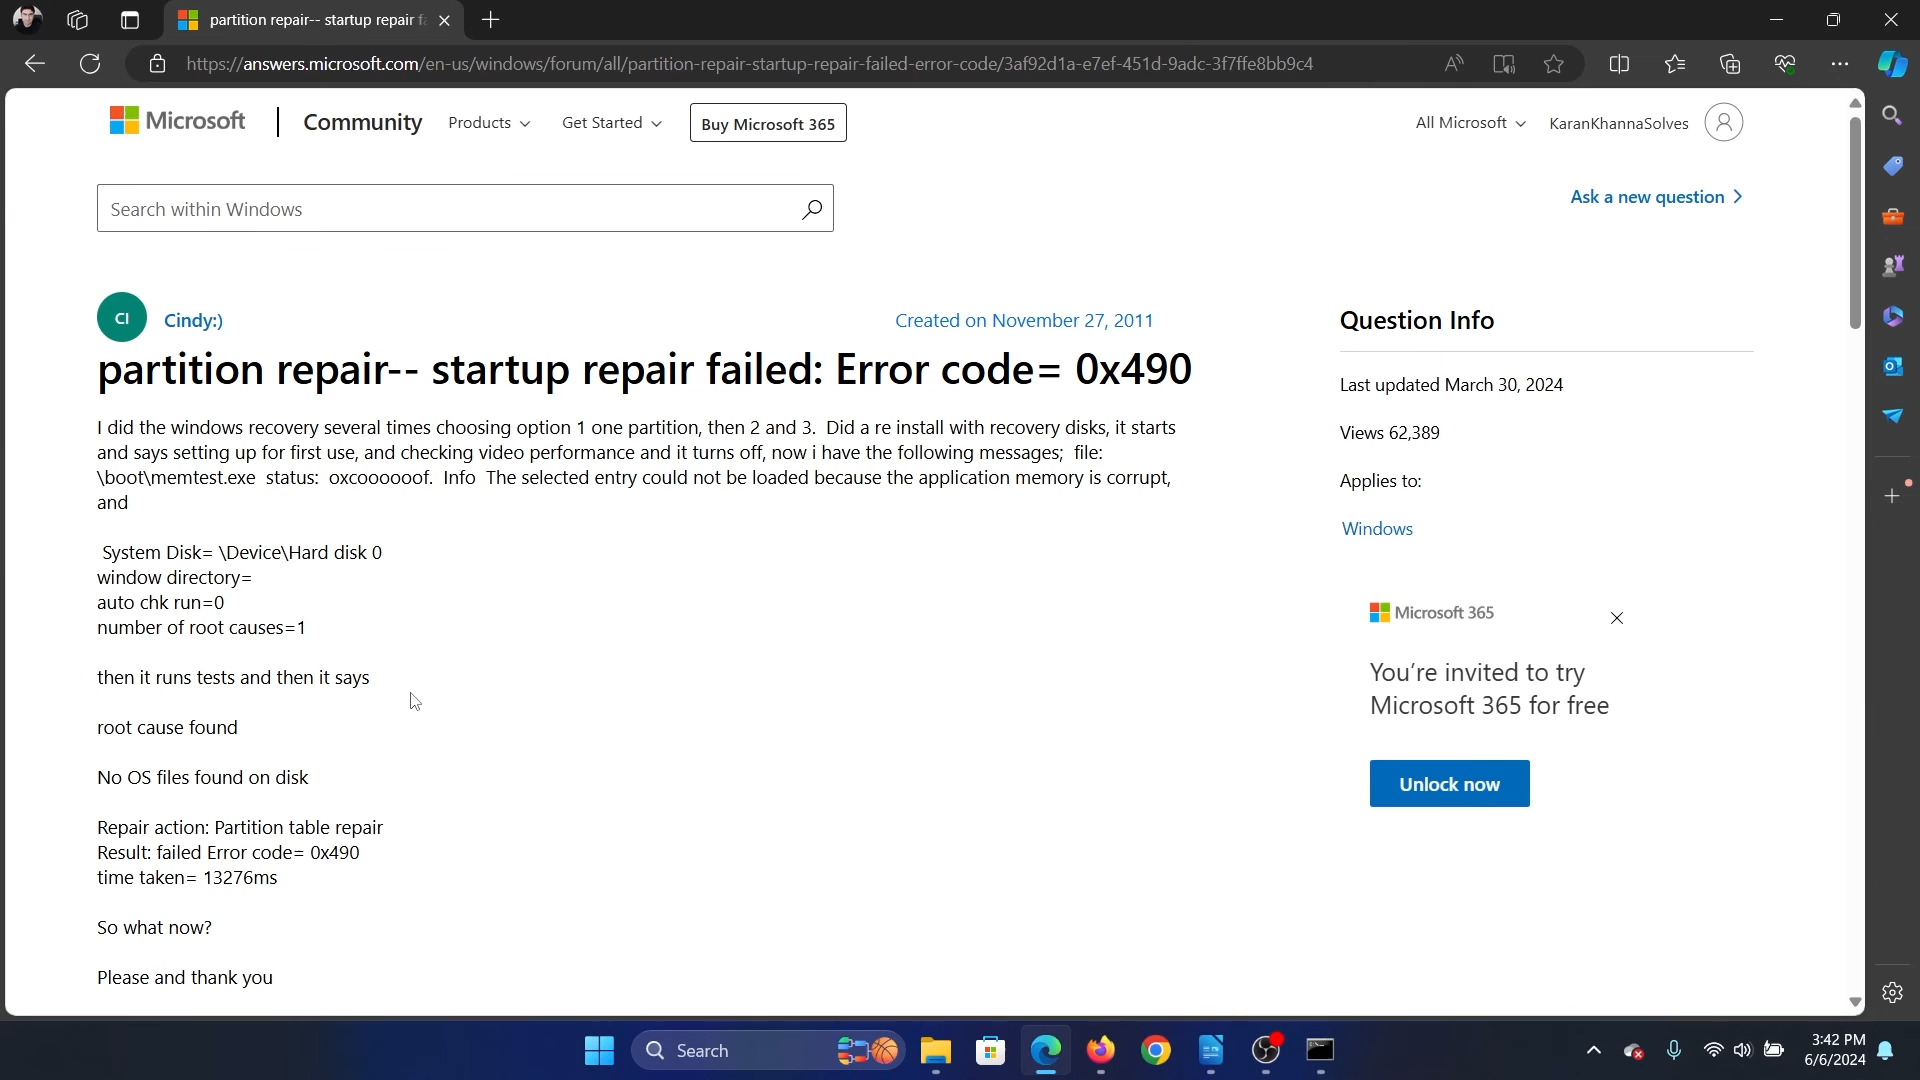 partition repair-- startup repair fa
https://answers.microsoft.com/en-us/windows/forum/all/partition-repair-startup-repair-failed-error-code/3af92d1a-e7ef-451d-9adc-3f7ffe8bb9c4
Microsoft
Community
Products
Get Started
Buy Microsoft 365
All Microsoft
KaranKhannaSolves
Search within Windows
Ask a new question
CI
Cindy:)
Created on November 27, 2011
partition repair-- startup repair failed: Error code= 0x490
I did the windows recovery several times choosing option 1 one partition, then 2 and 3.  Did a re install with recovery disks, it starts
and says setting up for first use, and checking video performance and it turns off, now i have the following messages;  file:
\boot\memtest.exe  status:  oxcoooooof.  Info  The selected entry could not be loaded because the application memory is corrupt,
and
System Disk= \Device\Hard disk 0
window directory=
auto chk run=0
number of root causes=1
then it runs tests and then it says
root cause found
No OS files found on disk
Repair action: Partition table repair
Result: failed Error code= 0x490
time taken= 13276ms
So what now?
Please and thank you
Question Info
Last updated March 30, 2024
Views 62,389
Applies to:
Windows
Microsoft 365
You're invited to try
Microsoft 365 for free
Unlock now
Search
3:42 PM
6/6/2024